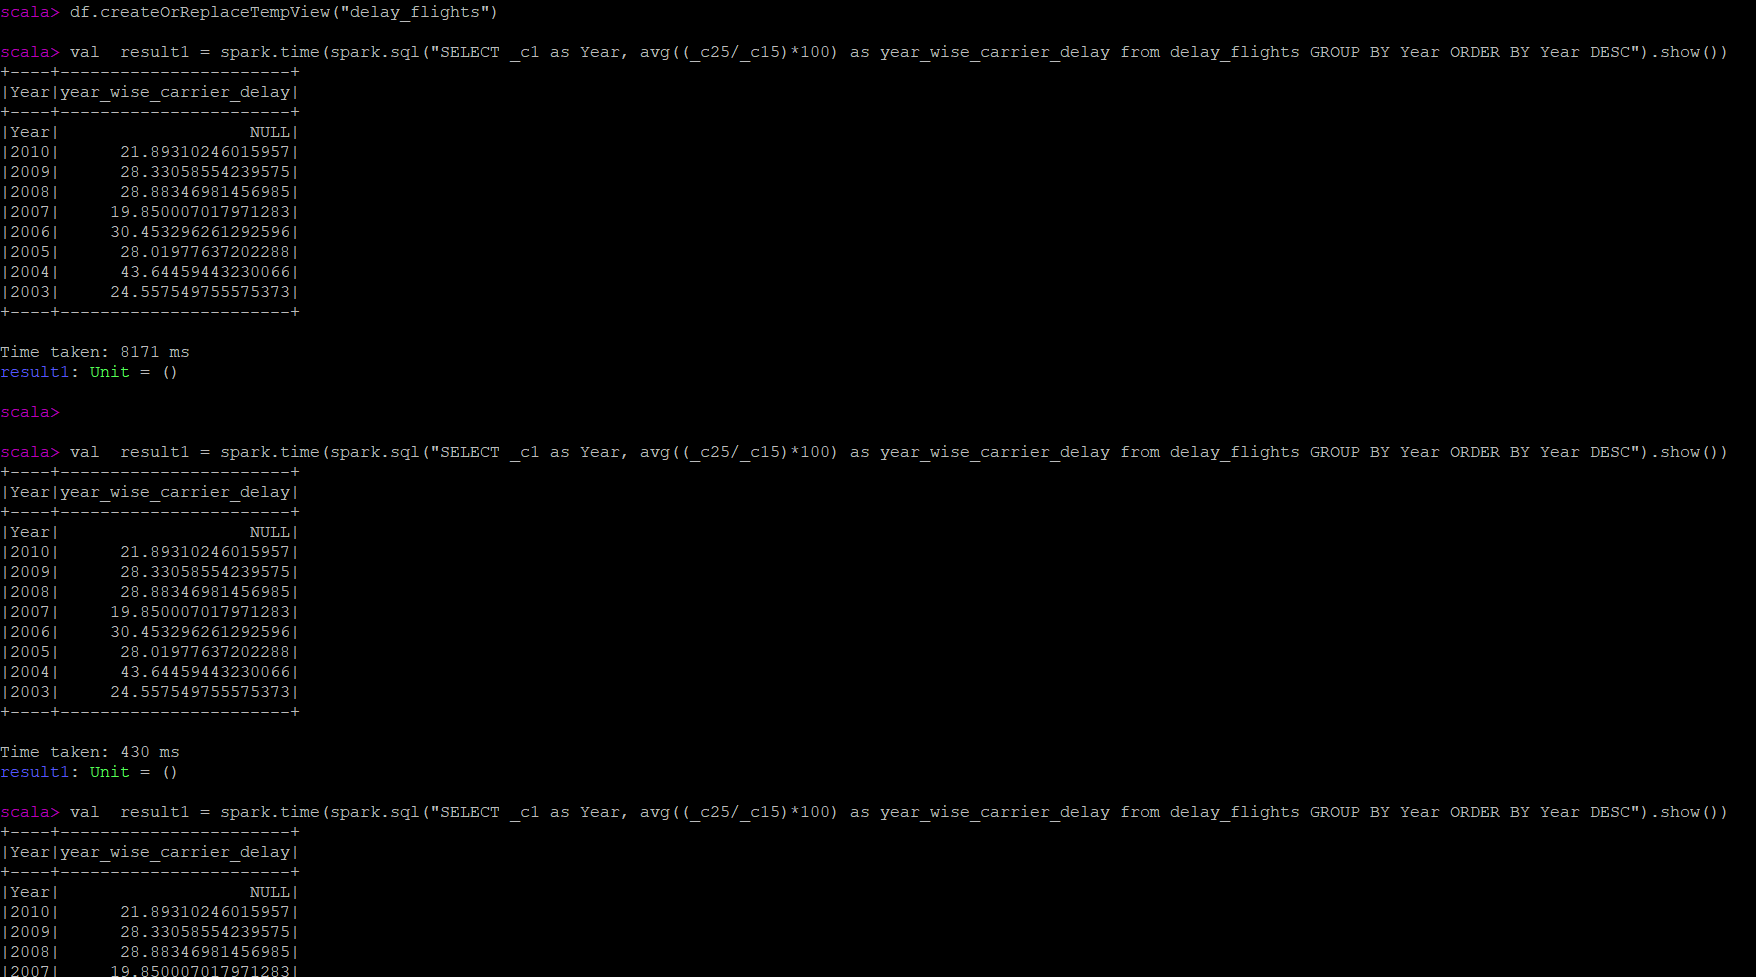 scala> df.createOrReplaceTempView("delay_flights")
scala> val  result1 = spark.time(spark.sql("SELECT _c1 as Year, avg((_c25/_c15)*100) as year_wise_carrier_delay from delay_flights GROUP BY Year ORDER BY Year DESC").show())
+----+-----------------------+
|Year|year_wise_carrier_delay|
+----+-----------------------+
|Year|                   NULL|
|2010|      21.89310246015957|
|2009|      28.33058554239575|
|2008|      28.88346981456985|
|2007|     19.850007017971283|
|2006|     30.453296261292596|
|2005|      28.01977637202288|
|2004|      43.64459443230066|
|2003|     24.557549755575373|
+----+-----------------------+
Time taken: 8171 ms
result1: Unit = ()
scala>
scala> val  result1 = spark.time(spark.sql("SELECT _c1 as Year, avg((_c25/_c15)*100) as year_wise_carrier_delay from delay_flights GROUP BY Year ORDER BY Year DESC").show())
+----+-----------------------+
|Year|year_wise_carrier_delay|
+----+-----------------------+
|Year|                   NULL|
|2010|      21.89310246015957|
|2009|      28.33058554239575|
|2008|      28.88346981456985|
|2007|     19.850007017971283|
|2006|     30.453296261292596|
|2005|      28.01977637202288|
|2004|      43.64459443230066|
|2003|     24.557549755575373|
+----+-----------------------+
Time taken: 430 ms
result1: Unit = ()
scala> val  result1 = spark.time(spark.sql("SELECT _c1 as Year, avg((_c25/_c15)*100) as year_wise_carrier_delay from delay_flights GROUP BY Year ORDER BY Year DESC").show())
+----+-----------------------+
|Year|year_wise_carrier_delay|
+----+-----------------------+
|Year|                   NULL|
|2010|      21.89310246015957|
|2009|      28.33058554239575|
|2008|      28.88346981456985|
|2007|     19.850007017971283|